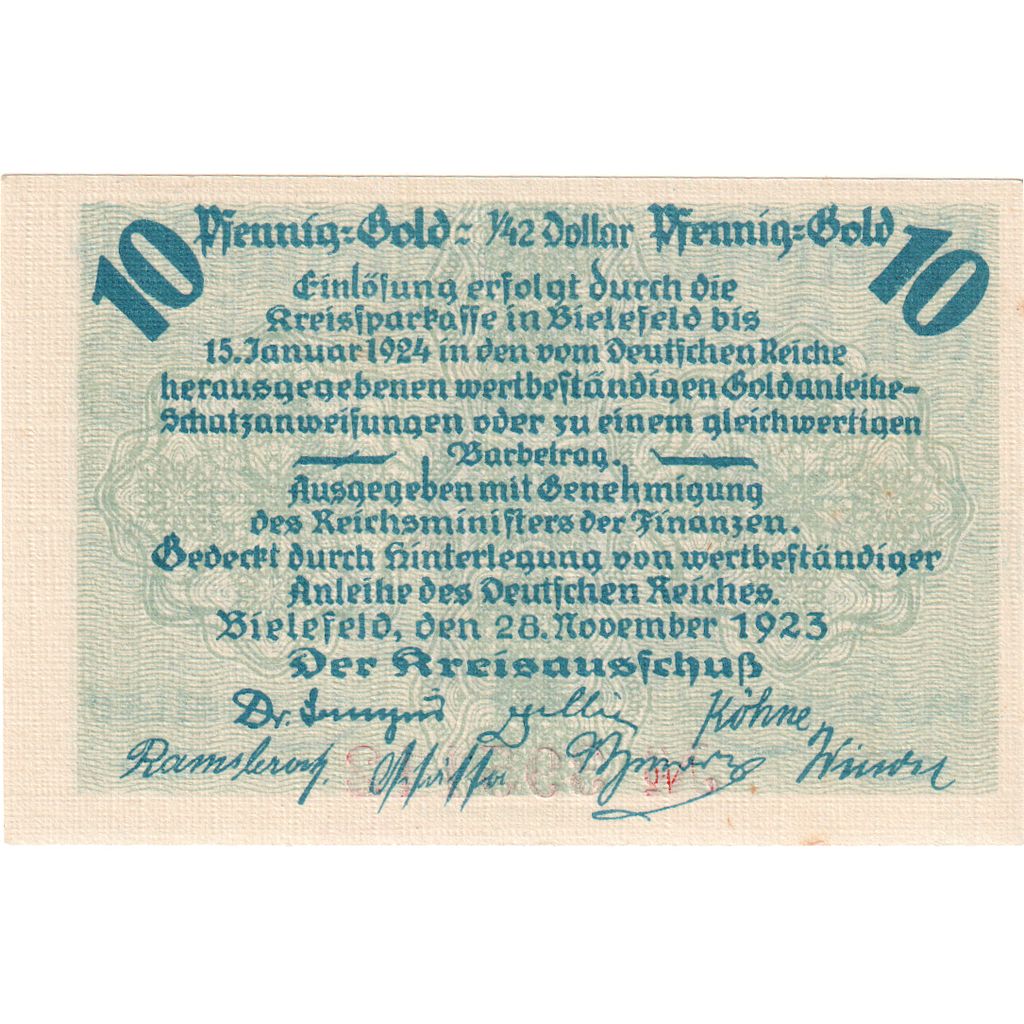 10 Pfennig=Gold = 1/42 Dollar Pfennig=Gold 10
Einlösung erfolgt durch die
Kreissparkasse in Bielefeld bis
15. Januar 1924 in den vom Deutschen Reiche
herausgegebenen wertbeständigen Goldanleihe-
Schatzanweisungen oder zu einem gleichwertigen
Barbetrag.
Ausgegeben mit Genehmigung
des Reichsministers der Finanzen.
Gedeckt durch Hinterlegung von wertbeständiger
Anleihe des Deutschen Reiches.
Bielefeld, den 28. November 1923
Der Kreisausschuß
Dr. Köhne